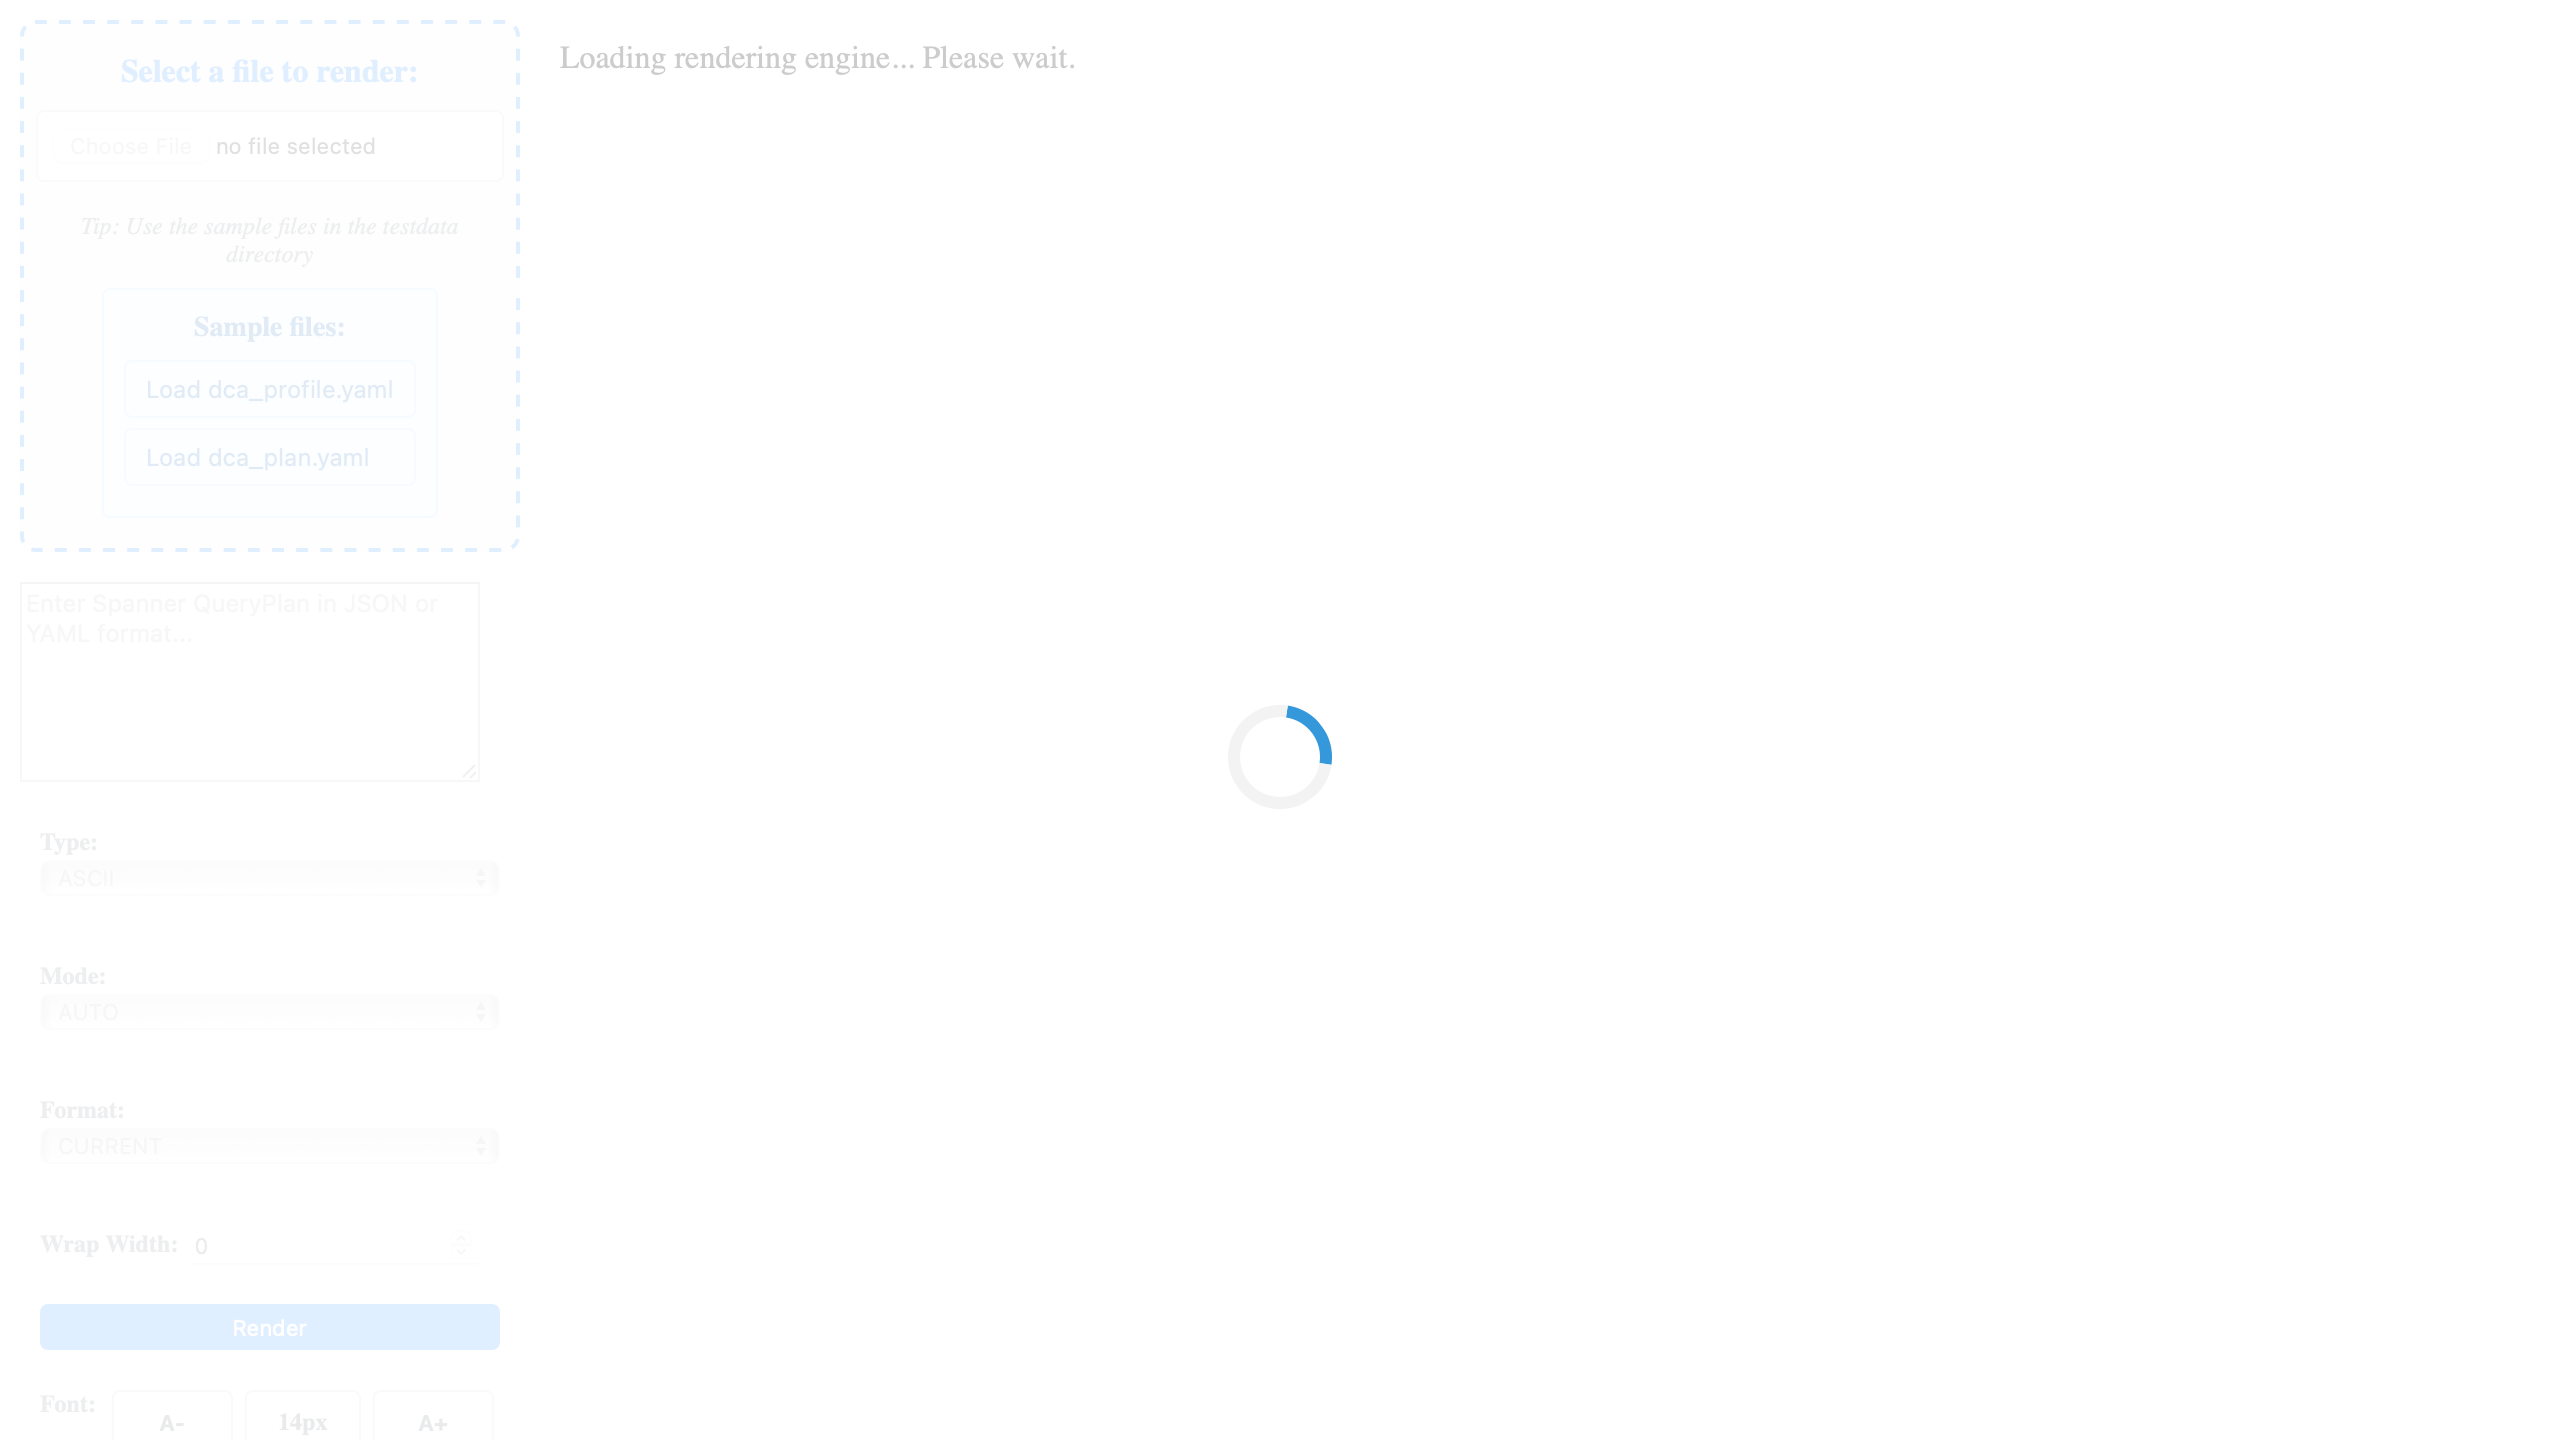 Select a file to render:
Choose File no file selected
Tip: Use the sample files in the testdata
directory
Sample files:
Load dca_profile.yaml
Load dca_plan.yaml
Enter Spanner QueryPlan in JSON or
YAML format...
Type:
ASCII
Mode:
AUTO
Format:
CURRENT
Wrap Width: 0
Render
Font: A- 14px A+
Loading rendering engine... Please wait.